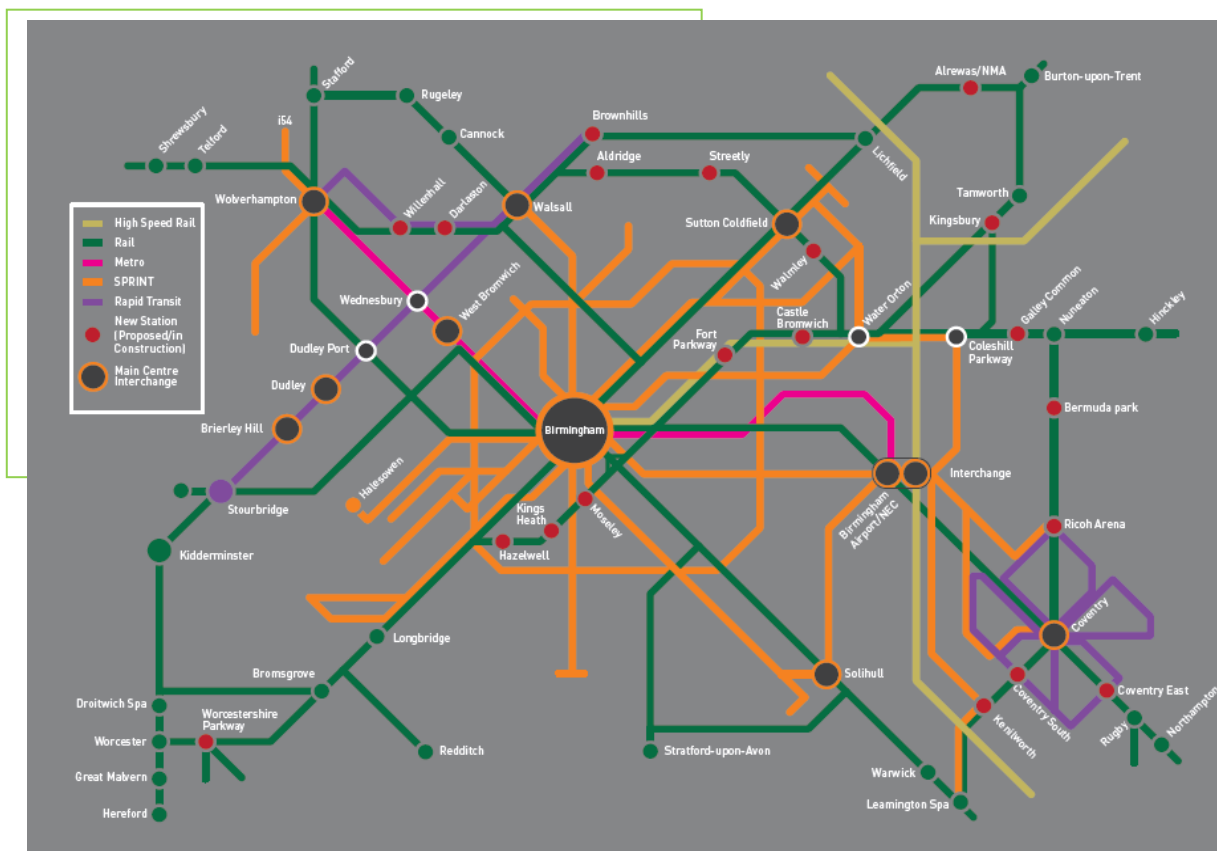 Stafford
Rugeley
Alrewas/NMA
Burton-upon-Trent
Shrewsbury
Telford
i54
Cannock
Brownhills
Aldridge
Streetly
Lichfield
Wolverhampton
Willenhall
Darlaston
Walsall
Sutton Coldfield
Tamworth
Kingsbury
High Speed Rail
Rail
Metro
SPRINT
Rapid Transit
New Station
(Proposed/in
Construction)
Main Centre
Interchange
Wednesbury
West Bromwich
Walmley
Castle
Bromwich
Water Orton
Galley Common
Nuneaton
Hinckley
Dudley Port
Fort
Parkway
Coleshill
Parkway
Dudley
Brierley Hill
Birmingham
Bermuda park
Halesowen
Interchange
Stourbridge
Kings
Heath
Moseley
Birmingham
Airport/NEC
Ricoh Arena
Kidderminster
Hazelwell
Longbridge
Coventry
Bromsgrove
Solihull
Droitwich Spa
Worcestershire
Parkway
Coventry South
Coventry East
Kenilworth
Rugby
Northampton
Worcester
Redditch
Stratford-upon-Avon
Great Malvern
Warwick
Hereford
Leamington Spa